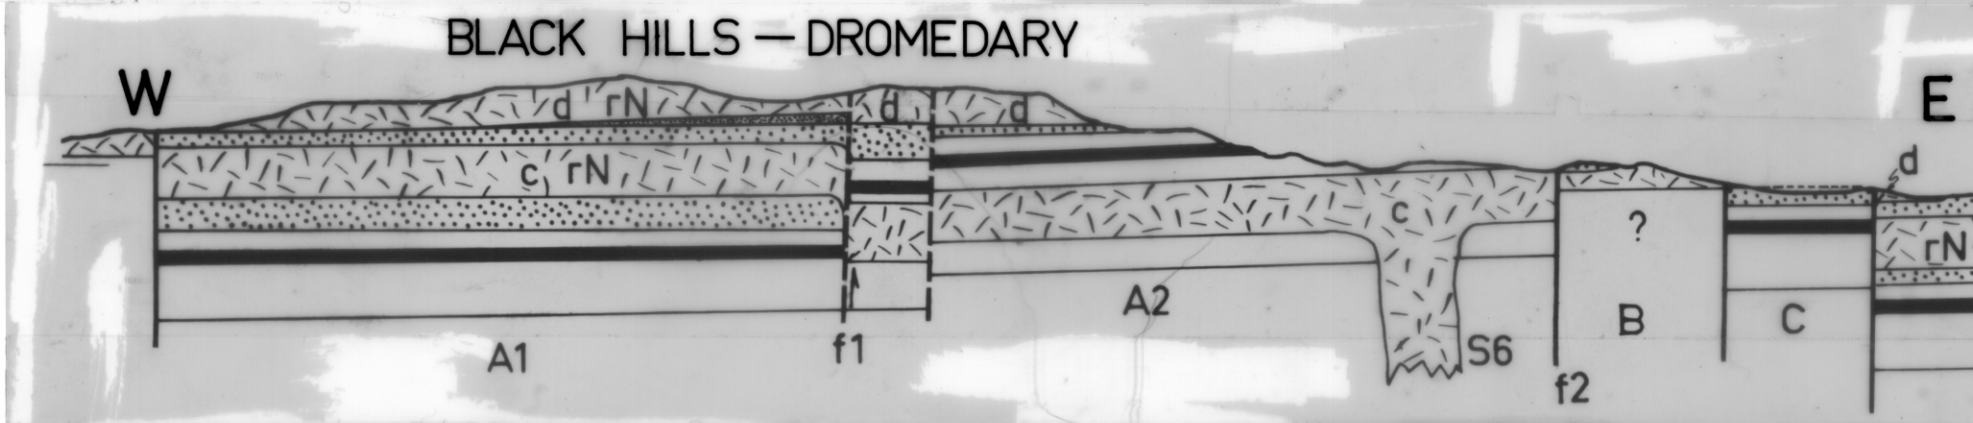 BLACK HILLS — DROMEDARY
W E
d rN d d
d
c rN
c
?
rN
A2 B C
A1 f1 S6
f2